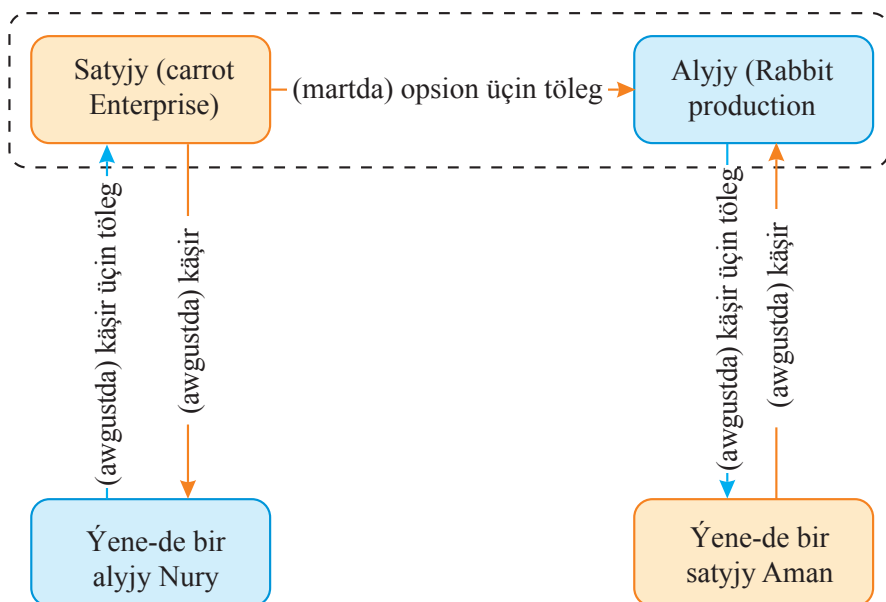 Satyjy (carrot
Enterprise)
(martda) opsion üçin töleg
Alyjy (Rabbit
production
(awgustda) käşir üçin töleg
(awgustda) käşir
(awgustda) käşir üçin töleg
(awgustda) käşir
Ýene-de bir
alyjy Nury
Ýene-de bir
satyjy Aman